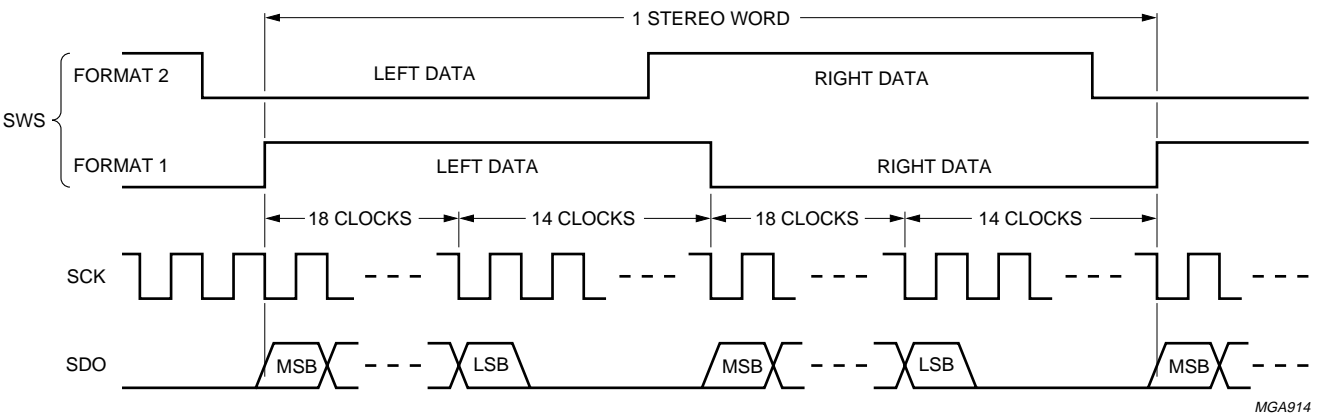 1 STEREO WORD
FORMAT 2
LEFT DATA
RIGHT DATA
SWS
FORMAT 1
LEFT DATA
RIGHT DATA
18 CLOCKS
14 CLOCKS
18 CLOCKS
14 CLOCKS
SCK
SDO
MSB
LSB
MSB
LSB
MSB
MGA914